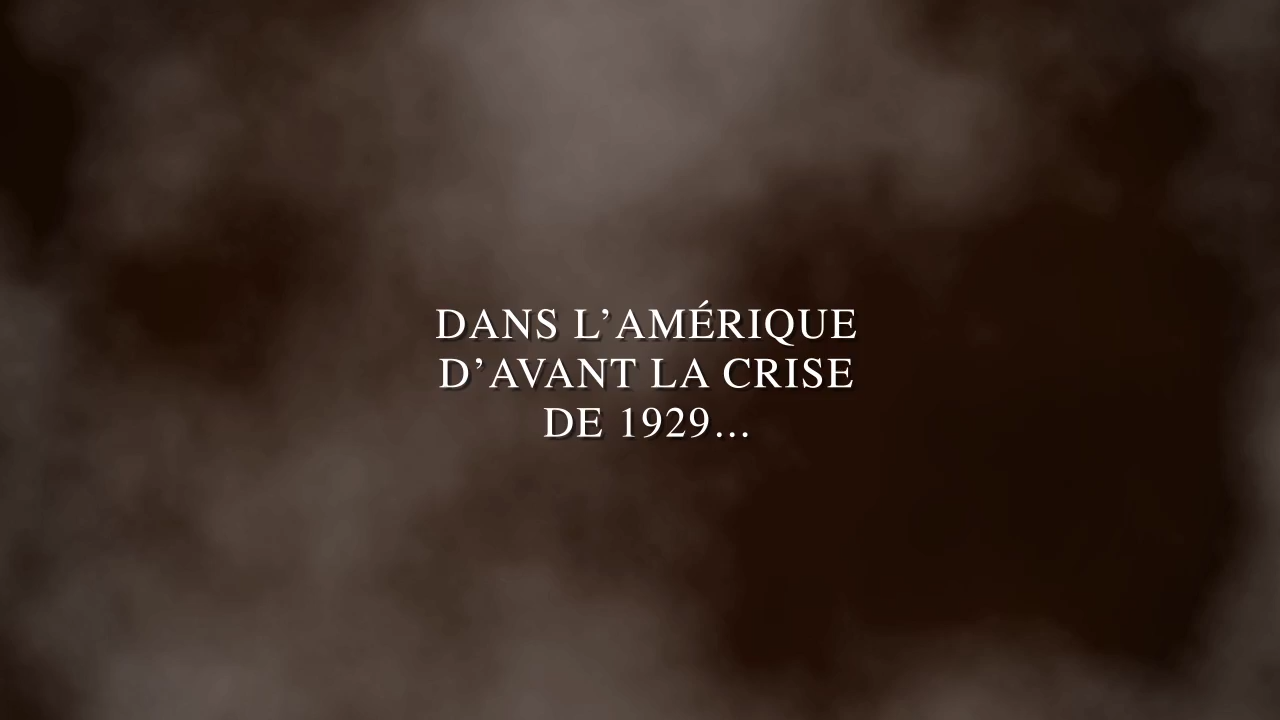 DANS L’AMÉRIQUE
D’AVANT LA CRISE
DE 1929…